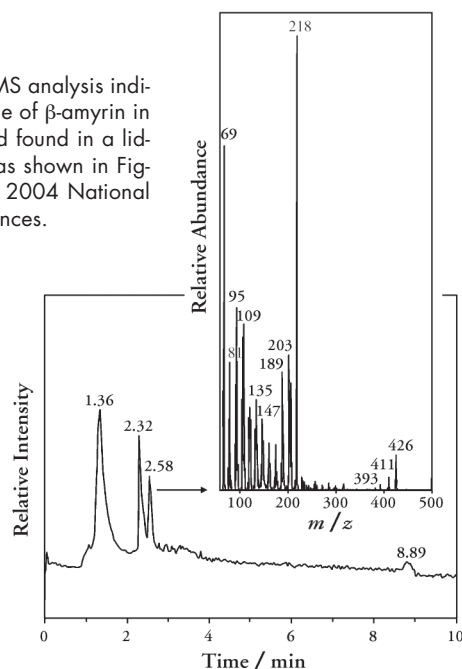 MS analysis indi-
e of β-amyrin in
d found in a lid-
as shown in Fig-
2004 National
nces.
Relative Abundance
218
69
95
109
81
203
189
135
147
426
411
393
100 200 300 400 500
m / z
Relative Intensity
1.36
2.32
2.58
8.89
0 2 4 6 8 10
Time / min